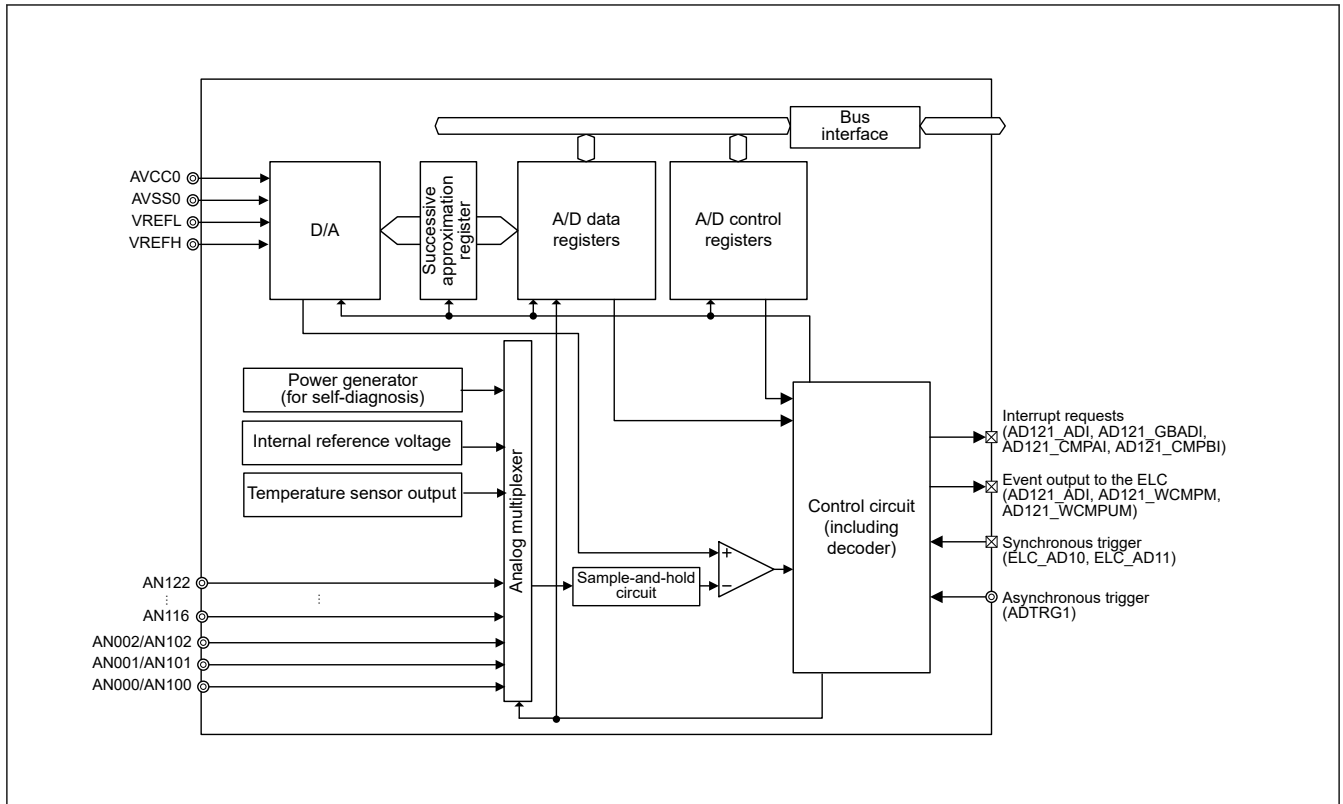 Bus
interface
AVCC0
AVSS0
VREFL
VREFH
D/A
Successive
approximation
register
A/D data
registers
A/D control
registers
Power generator
(for self-diagnosis)
Internal reference voltage
Temperature sensor output
Analog multiplexer
Sample-and-hold
circuit
+
−
Control circuit
(including
decoder)
Interrupt requests
(AD121_ADI, AD121_GBADI,
AD121_CMPAI, AD121_CMPBI)
Event output to the ELC
(AD121_ADI, AD121_WCMPM,
AD121_WCMPUM)
Synchronous trigger
(ELC_AD10, ELC_AD11)
Asynchronous trigger
(ADTRG1)
AN122
AN116
AN002/AN102
AN001/AN101
AN000/AN100